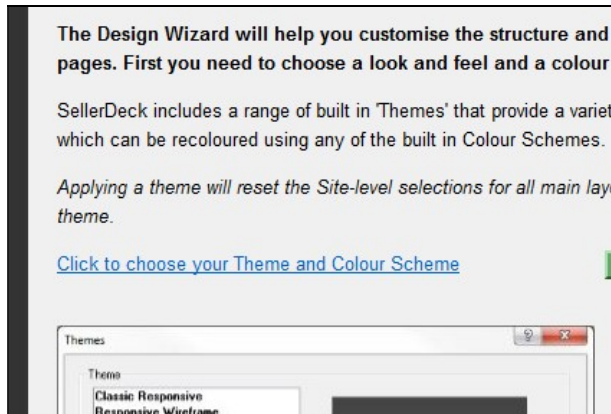 The Design Wizard will help you customise the structure and
pages. First you need to choose a look and feel and a colour
SellerDeck includes a range of built in 'Themes' that provide a variet
which can be recoloured using any of the built in Colour Schemes.
Applying a theme will reset the Site-level selections for all main lay
theme.
Click to choose your Theme and Colour Scheme
Themes
Theme
Classic Responsive
Responsive Wireframe